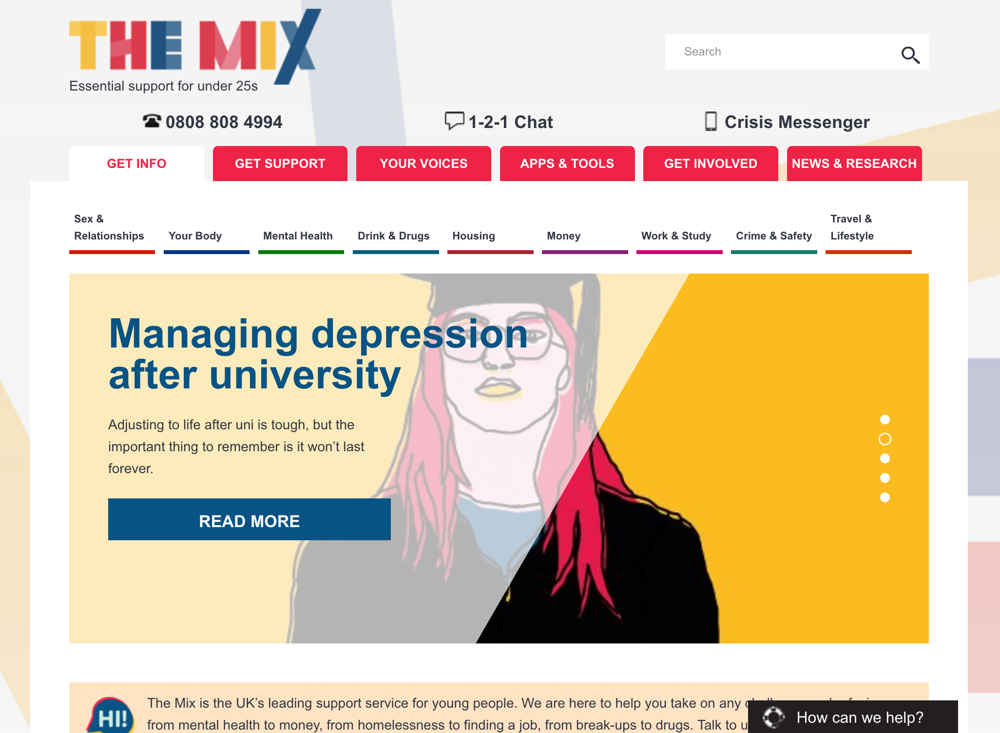 THE MIX
Essential support for under 25s
Search
0808 808 4994
1-2-1 Chat
Crisis Messenger
GET INFO
GET SUPPORT
YOUR VOICES
APPS & TOOLS
GET INVOLVED
NEWS & RESEARCH
Sex &
Relationships
Your Body
Mental Health
Drink & Drugs
Housing
Money
Work & Study
Crime & Safety
Travel &
Lifestyle
Managing depression
after university
Adjusting to life after uni is tough, but the
important thing to remember is it won’t last
forever.
READ MORE
HI!
The Mix is the UK’s leading support service for young people. We are here to help you take on any
from mental health to money, from homelessness to finding a job, from break-ups to drugs. Talk to
How can we help?